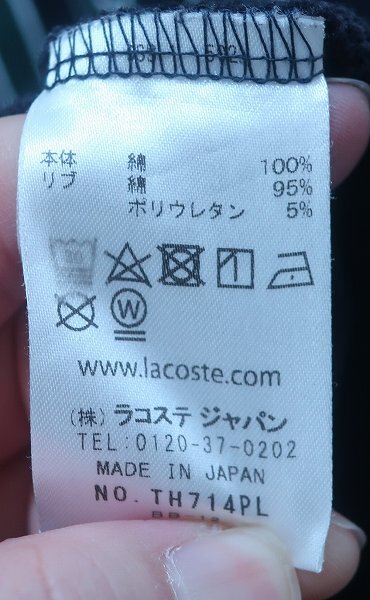 本体 綿 100%
リブ 綿 95%
ポリウレタン 5%
W
www.lacoste.com
(株) ラコステ ジャパン
TEL:0120-37-0202
MADE IN JAPAN
NO. TH714PL